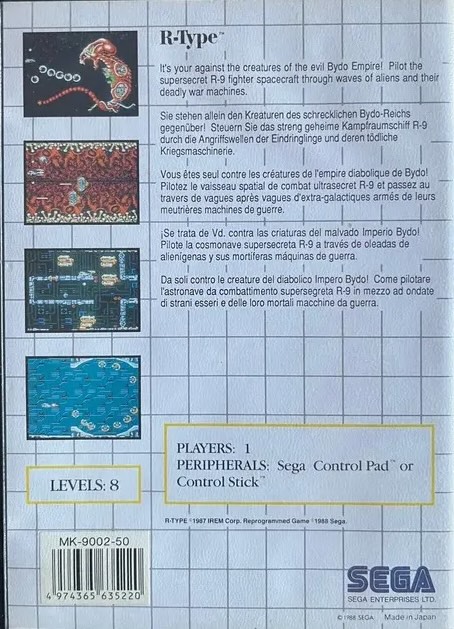 R-Type™
It's your against the creatures of the evil Bydo Empire! Pilot the
supersecret R-9 fighter spacecraft through waves of aliens and their
deadly war machines.
Sie stehen allein den Kreaturen des schrecklichen Bydo-Reichs
gegenüber! Steuern Sie das streng geheime Kampfraumschiff R-9
durch die Angriffswellen der Eindringlinge und deren tödliche
Kriegsmaschinerie.
Vous êtes seul contre les créatures de l'empire diabolique de Bydo!
Pilotez le vaisseau spatial de combat ultrasecret R-9 et passez au
travers de vagues après vagues d'extra-galactiques armés de leurs
meutrières machines de guerre.
¡Se trata de Vd. contra las criaturas del malvado Imperio Bydo!
Pilote la cosmonave supersecreta R-9 a través de oleadas de
alienígenas y sus mortíferas máquinas de guerra.
Da soli contro le creature del diabolico Impero Bydo! Come pilotare
l'astronave da combattimento supersegreta R-9 in mezzo ad ondate
di strani esseri e delle loro mortali macchine da guerra.
PLAYERS: 1
PERIPHERALS: Sega Control Pad™ or
Control Stick™
LEVELS: 8
R-TYPE ©1987 IREM Corp. Reprogrammed Game ©1988 Sega.
MK-9002-50
4 974365 635220
SEGA
SEGA ENTERPRISES LTD.
© 1988 SEGA Made in Japan